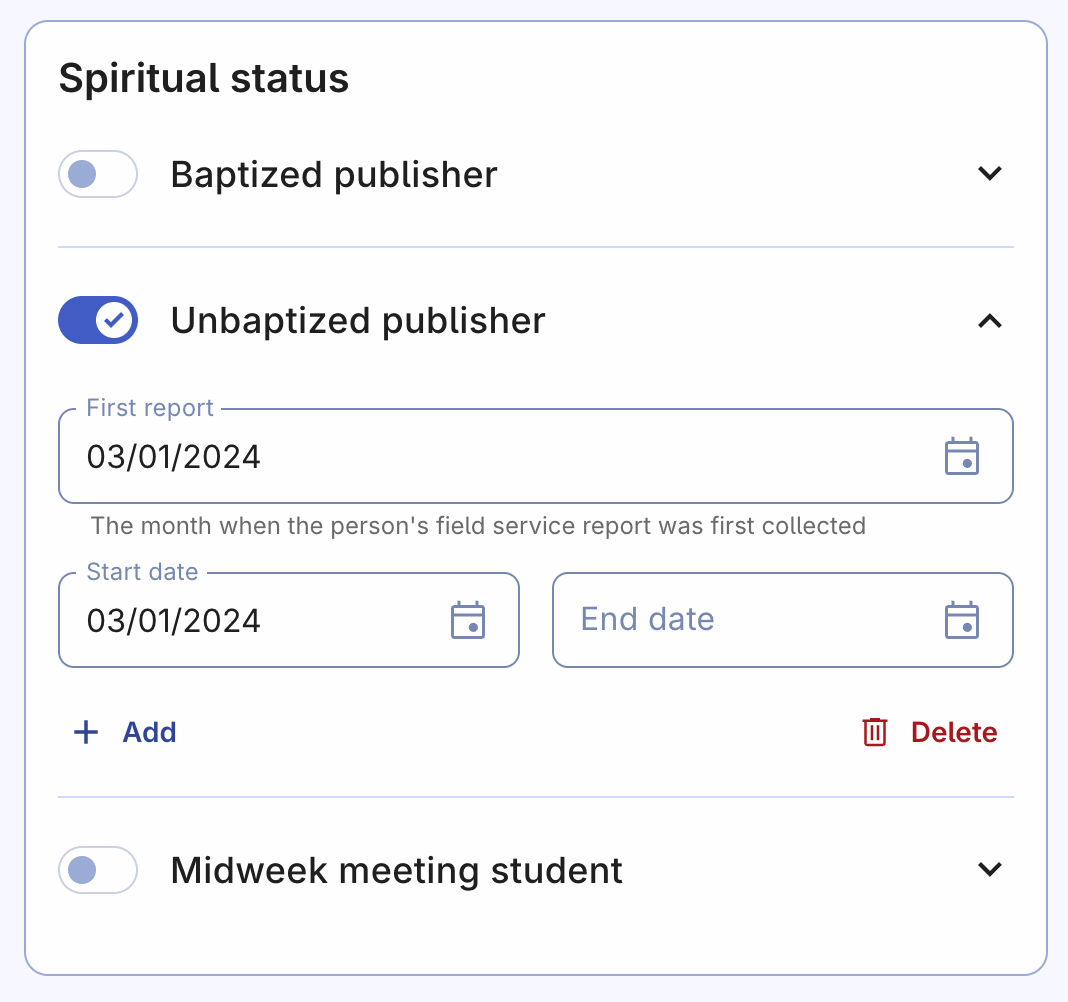 Spiritual status
Baptized publisher
Unbaptized publisher
First report
03/01/2024
The month when the person's field service report was first collected
Start date
03/01/2024
End date
Add
Delete
Midweek meeting student